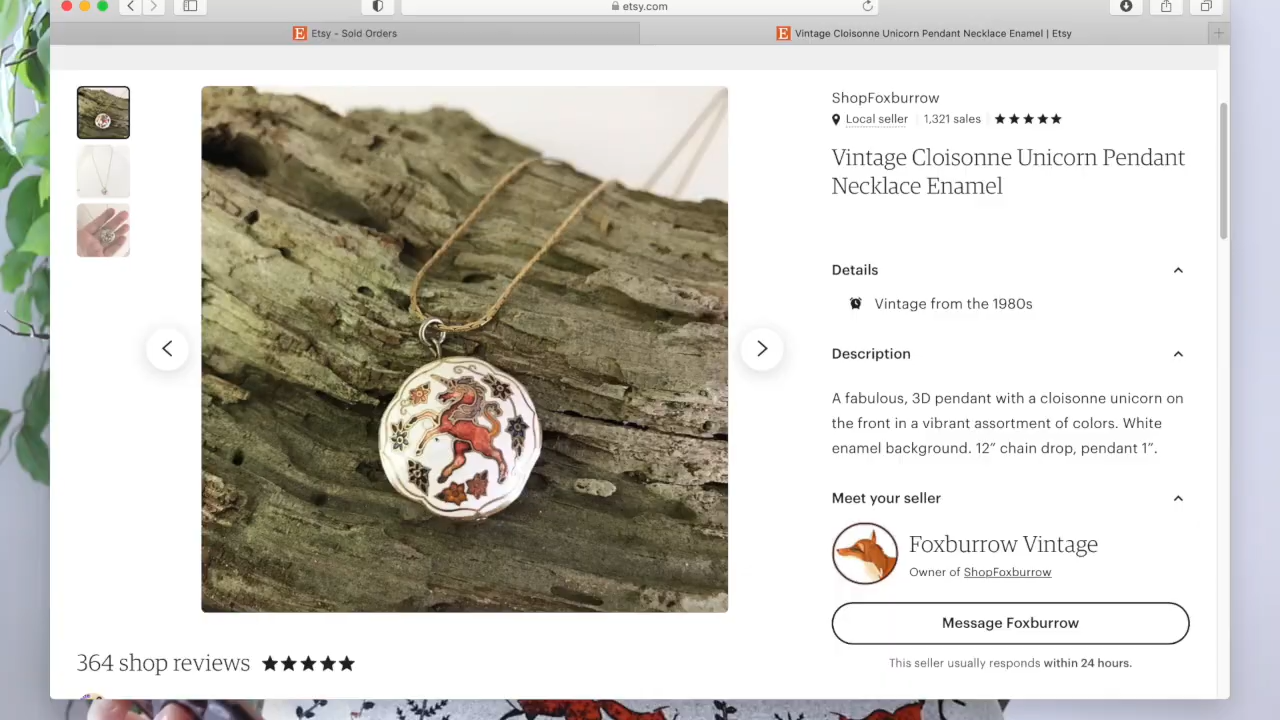 etsy.com
E Etsy - Sold Orders
E Vintage Cloisonne Unicorn Pendant Necklace Enamel | Etsy
ShopFoxburrow
Local seller 1,321 sales ★★★★★
Vintage Cloisonne Unicorn Pendant
Necklace Enamel
Details
Vintage from the 1980s
Description
A fabulous, 3D pendant with a cloisonne unicorn on
the front in a vibrant assortment of colors. White
enamel background. 12” chain drop, pendant 1”.
Meet your seller
Foxburrow Vintage
Owner of ShopFoxburrow
Message Foxburrow
This seller usually responds within 24 hours.
364 shop reviews ★★★★★